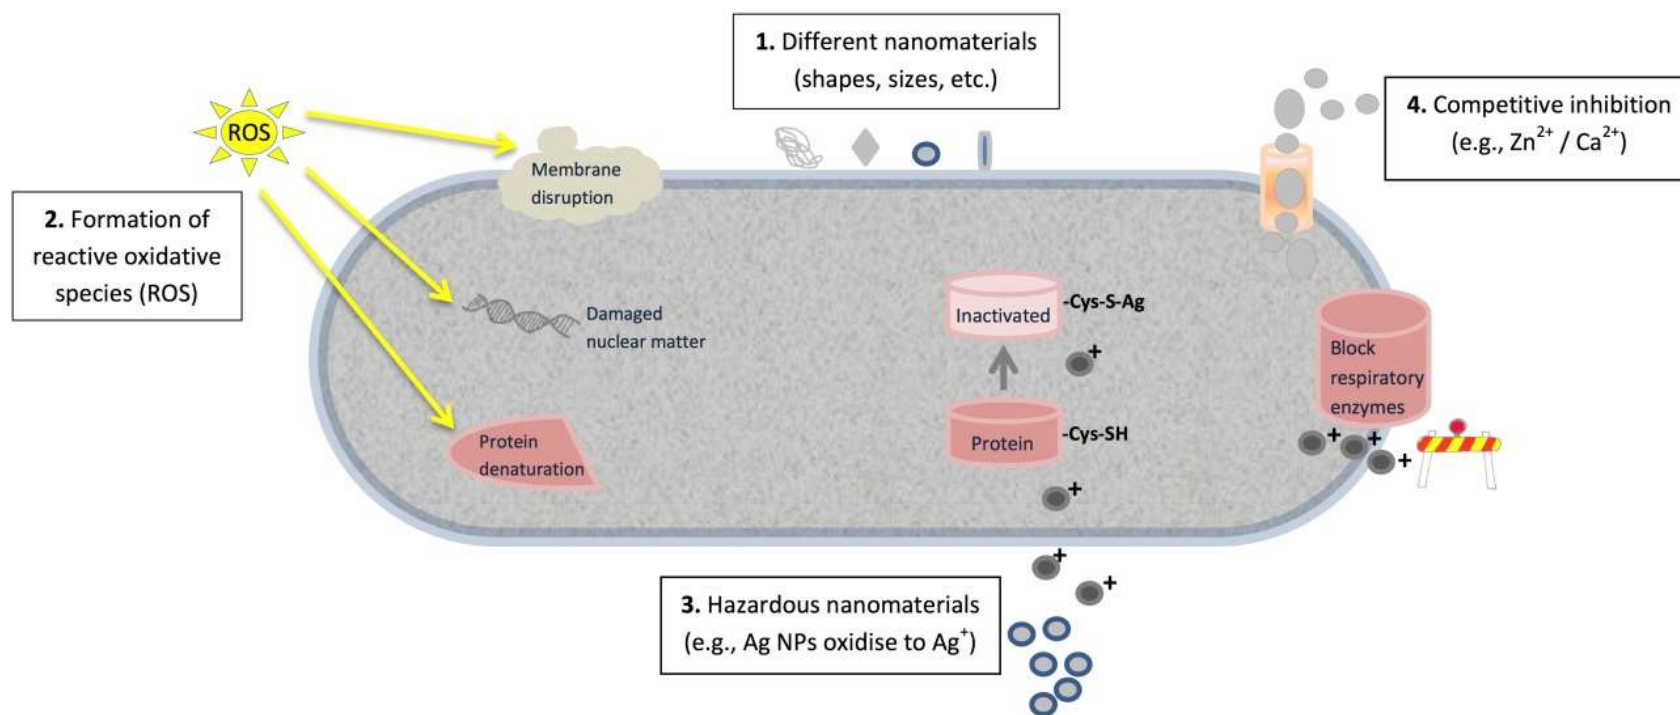 1. Different nanomaterials
(shapes, sizes, etc.)
ROS
2. Formation of
reactive oxidative
species (ROS)
Membrane
disruption
Damaged
nuclear matter
Protein
denaturation
Inactivated
-Cys-S-Ag
+
Protein
-Cys-SH
+
+
+
3. Hazardous nanomaterials
(e.g., Ag NPs oxidise to Ag⁺)
4. Competitive inhibition
(e.g., Zn²⁺ / Ca²⁺)
Block
respiratory
enzymes
+
+
+